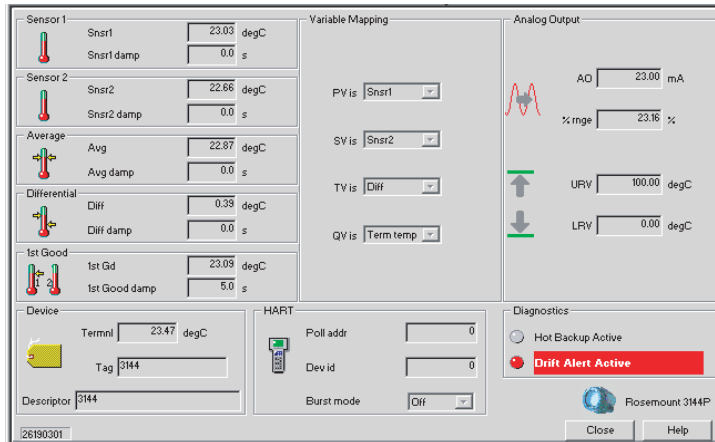 Sensor 1
Snsr1 23.03 degC
Snsr1 damp 0.0 s
Sensor 2
Snsr2 22.66 degC
Snsr2 damp 0.0 s
Average
Avg 22.87 degC
Avg damp 0.0 s
Differential
Diff 0.39 degC
Diff damp 0.0 s
1st Good
1 2
1st Gd 23.09 degC
1st Good damp 5.0 s
Variable Mapping
PV is Snsr1
SV is Snsr2
TV is Diff
QV is Term temp
Analog Output
AO 23.00 mA
% rnge 23.16 %
URV 100.00 degC
LRV 0.00 degC
Device
Termnl 23.47 degC
Tag 3144
Descriptor 3144
HART
Poll addr 0
Dev id 0
Burst mode Off
Diagnostics
Hot Backup Active
Drift Alert Active
Rosemount 3144P
26190301
Close Help